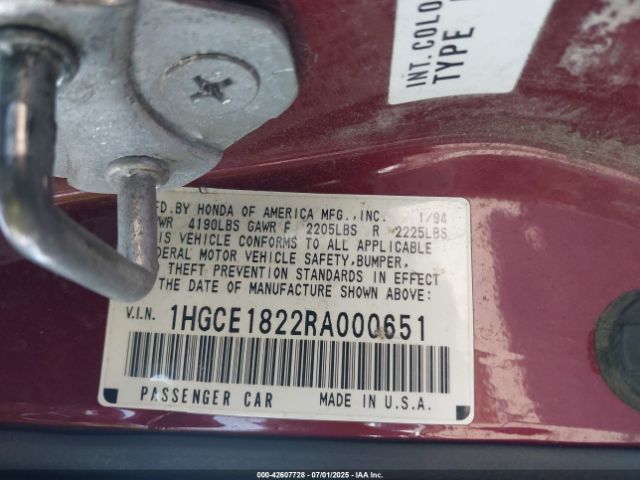 INT. COLO
TYPE
FD.BY HONDA OF AMERICA MFG.,INC. 1/94
WR 4190LBS GAWR F 2205LBS R 2225LBS
IS VEHICLE CONFORMS TO ALL APPLICABLE
DERAL MOTOR VEHICLE SAFETY,BUMPER,
D THEFT PREVENTION STANDARDS IN EFFECT
THE DATE OF MANUFACTURE SHOWN ABOVE:
V.I.N. 1HGCE1822RA000651
PASSENGER CAR MADE IN U.S.A.
000-42607728 - 07/01/2025 - IAAI.COM